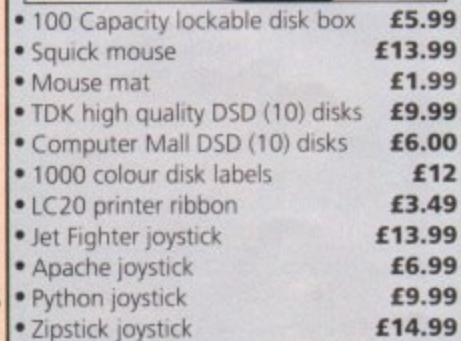 • 100 Capacity lockable disk box £5.99
• Squick mouse £13.99
• Mouse mat £1.99
• TDK high quality DSD (10) disks £9.99
• Computer Mall DSD (10) disks £6.00
• 1000 colour disk labels £12
• LC20 printer ribbon £3.49
• Jet Fighter joystick £13.99
• Apache joystick £6.99
• Python joystick £9.99
• Zipstick joystick £14.99